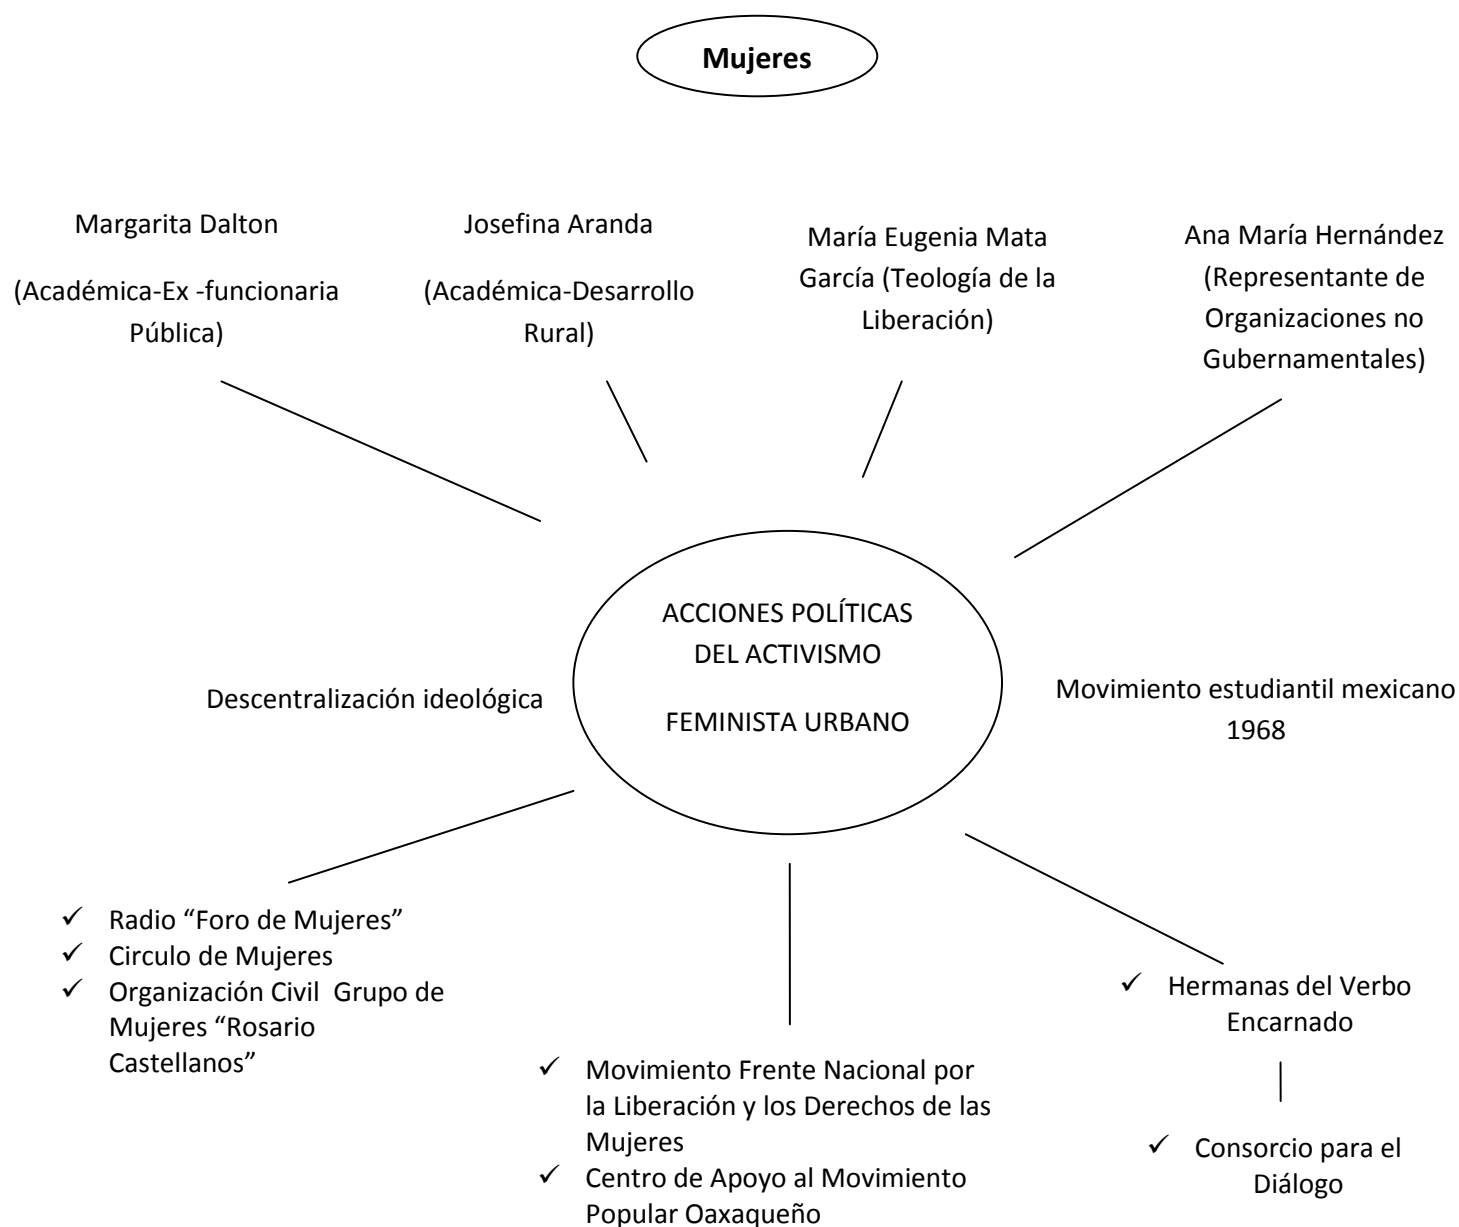 Mujeres
Margarita Dalton
(Académica-Ex -funcionaria
Pública)
Josefina Aranda
(Académica-Desarrollo
Rural)
María Eugenia Mata
García (Teología de la
Liberación)
Ana María Hernández
(Representante de
Organizaciones no
Gubernamentales)
ACCIONES POLÍTICAS
DEL ACTIVISMO
FEMINISTA URBANO
Descentralización ideológica
Movimiento estudiantil mexicano
1968
✓ Radio “Foro de Mujeres”
✓ Circulo de Mujeres
✓ Organización Civil Grupo de
Mujeres “Rosario
Castellanos”
✓ Movimiento Frente Nacional por
la Liberación y los Derechos de las
Mujeres
✓ Centro de Apoyo al Movimiento
Popular Oaxaqueño
✓ Hermanas del Verbo
Encarnado
✓ Consorcio para el
Diálogo